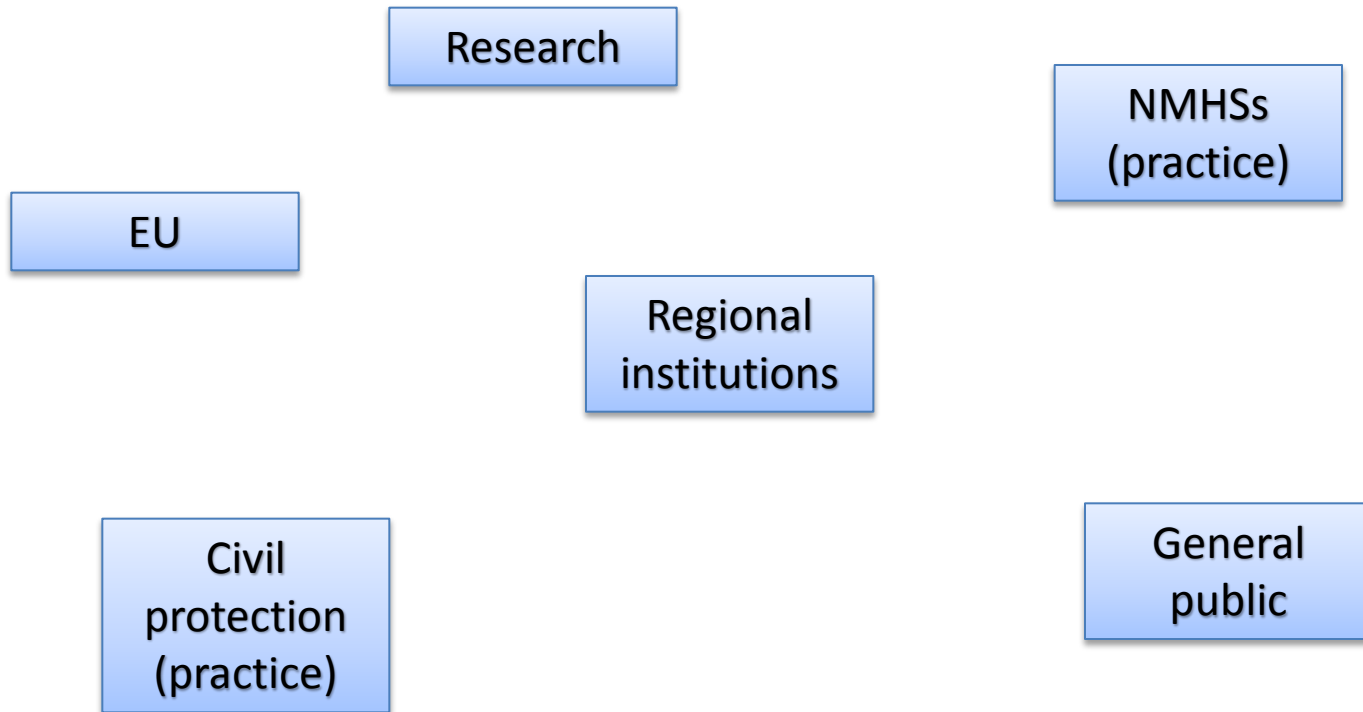 Research
NMHSs
(practice)
EU
Regional
institutions
Civil
protection
(practice)
General
public